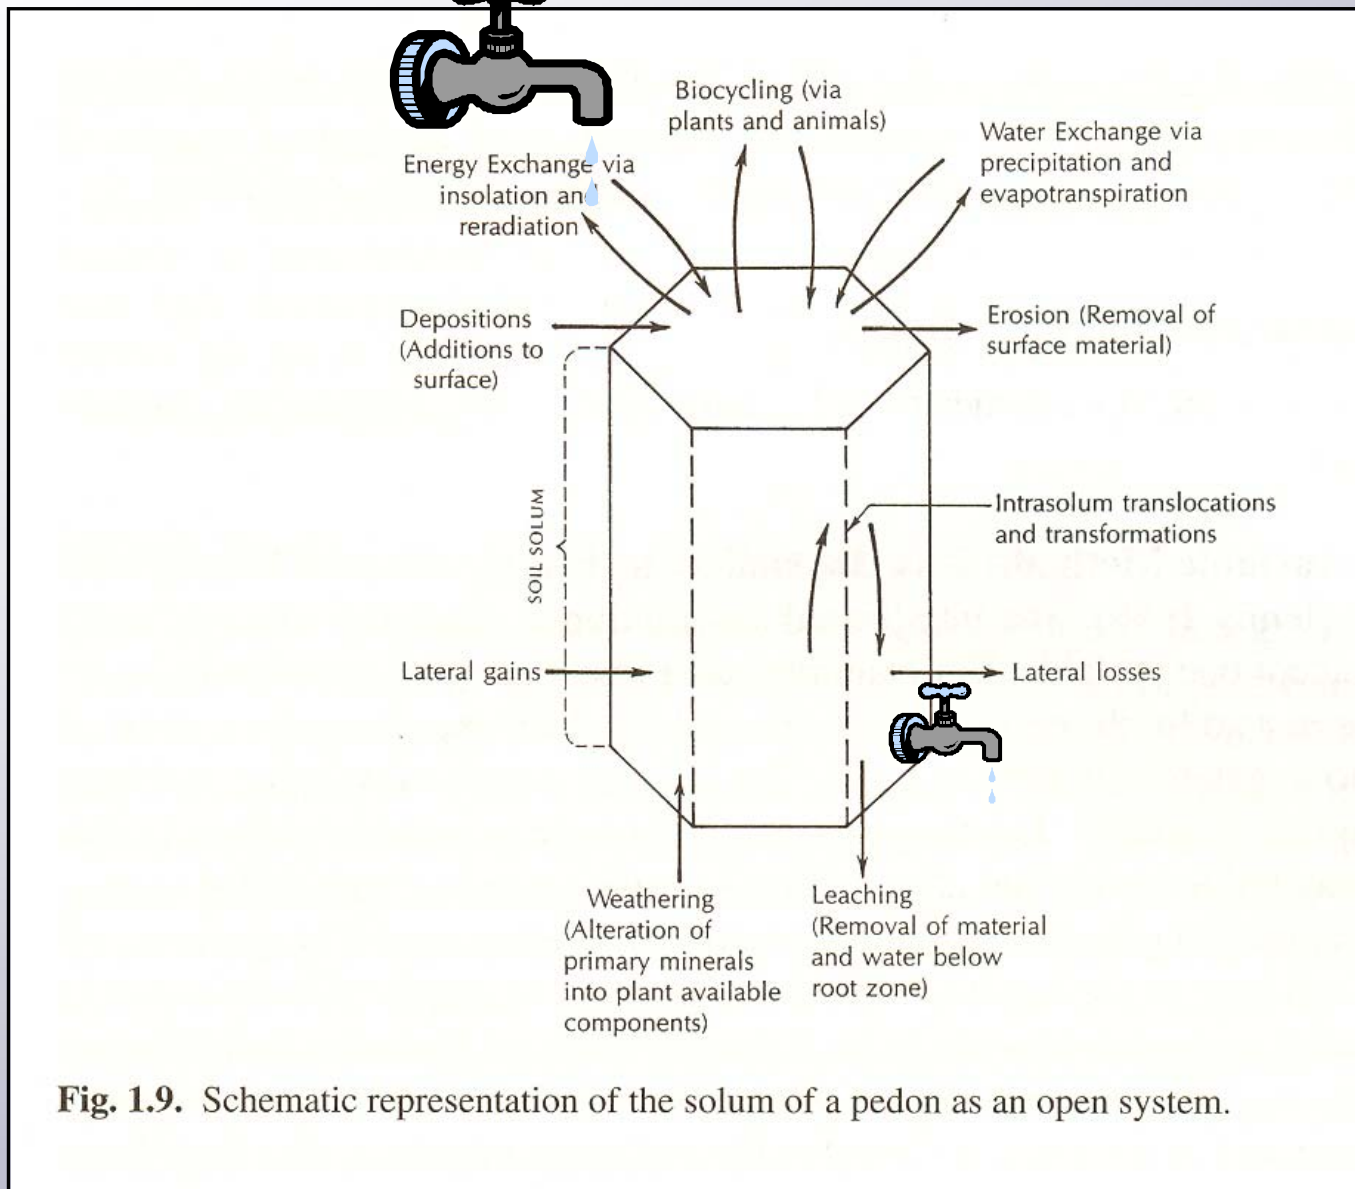 Biocycling (via
plants and animals)
Water Exchange via
precipitation and
evapotranspiration
Energy Exchange via
insolation and
reradiation
Depositions
(Additions to
surface)
Erosion (Removal of
surface material)
SOIL SOLUM
Intrasolum translocations
and transformations
Lateral gains
Lateral losses
Weathering
(Alteration of
primary minerals
into plant available
components)
Leaching
(Removal of material
and water below
root zone)
Fig. 1.9. Schematic representation of the solum of a pedon as an open system.